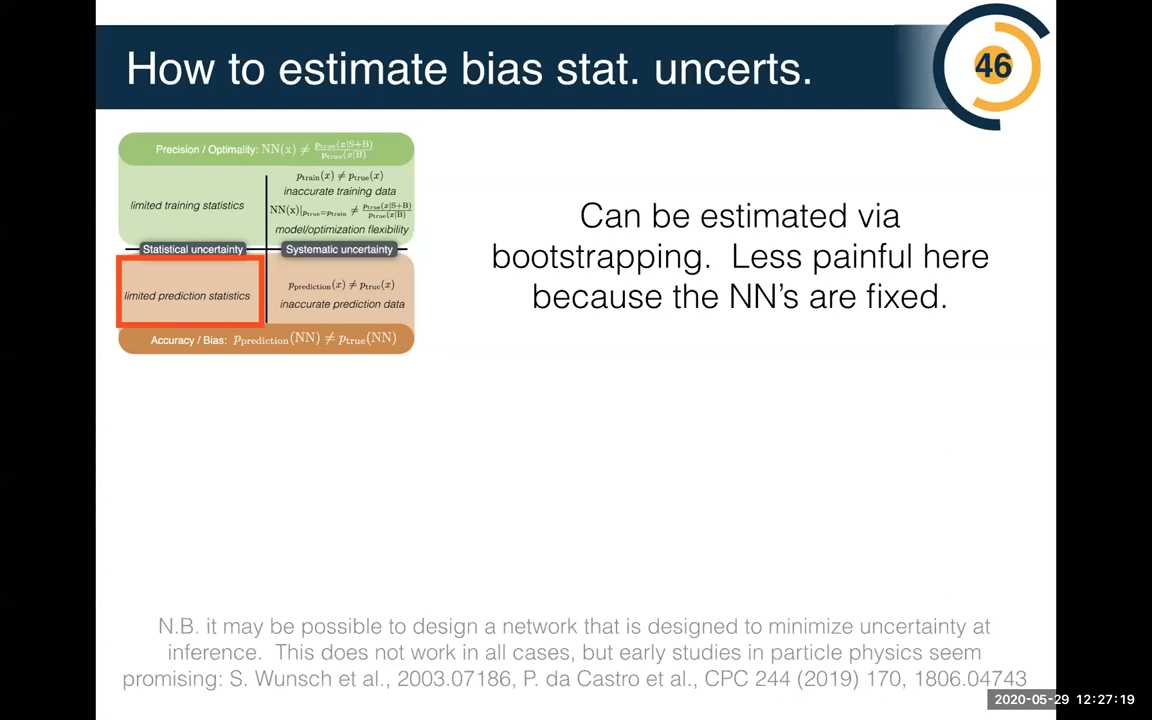 How to estimate bias stat. uncerts.
46
Precision / Optimality: NN(x) ≠ p_true(x|S+B) / p_true(x|B)
limited training statistics
p_train(x) ≠ p_true(x)
inaccurate training data
NN(x)|_{p_true=p_train} ≠ p_true(x|S+B) / p_true(x|B)
model/optimization flexibility
Statistical uncertainty
Systematic uncertainty
limited prediction statistics
p_prediction(x) ≠ p_true(x)
inaccurate prediction data
Accuracy / Bias: p_prediction(NN) ≠ p_true(NN)
Can be estimated via
bootstrapping. Less painful here
because the NN's are fixed.
N.B. it may be possible to design a network that is designed to minimize uncertainty at
inference. This does not work in all cases, but early studies in particle physics seem
promising: S. Wunsch et al., 2003.07186, P. da Castro et al., CPC 244 (2019) 170, 1806.04743
2020-05-29 12:27:19